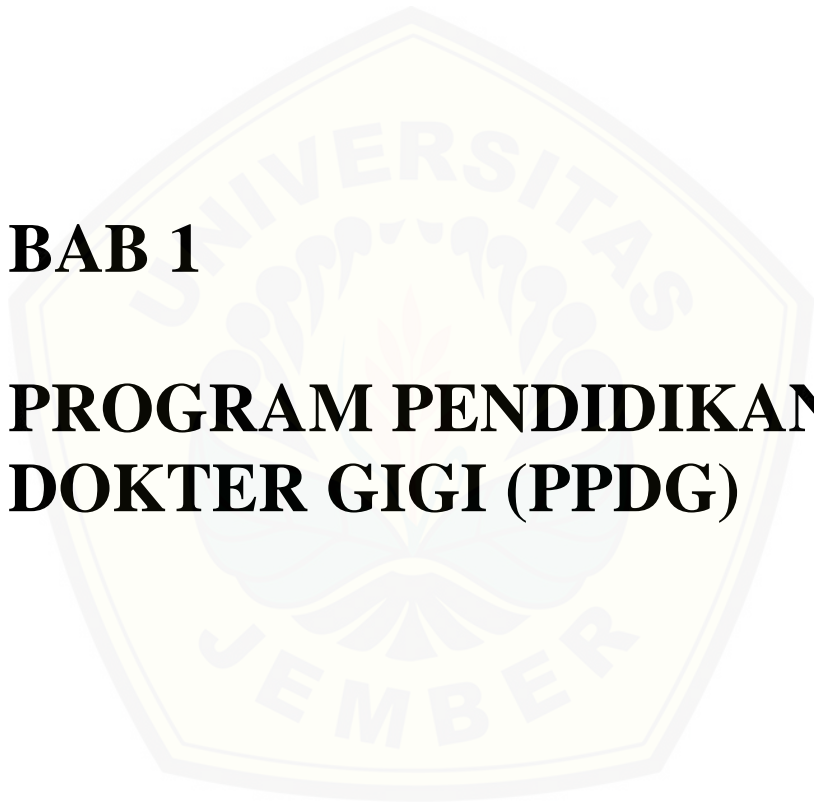 UNIVERSITAS
BAB 1
PROGRAM PENDIDIKAN
DOKTER GIGI (PPDG)
JEMBER